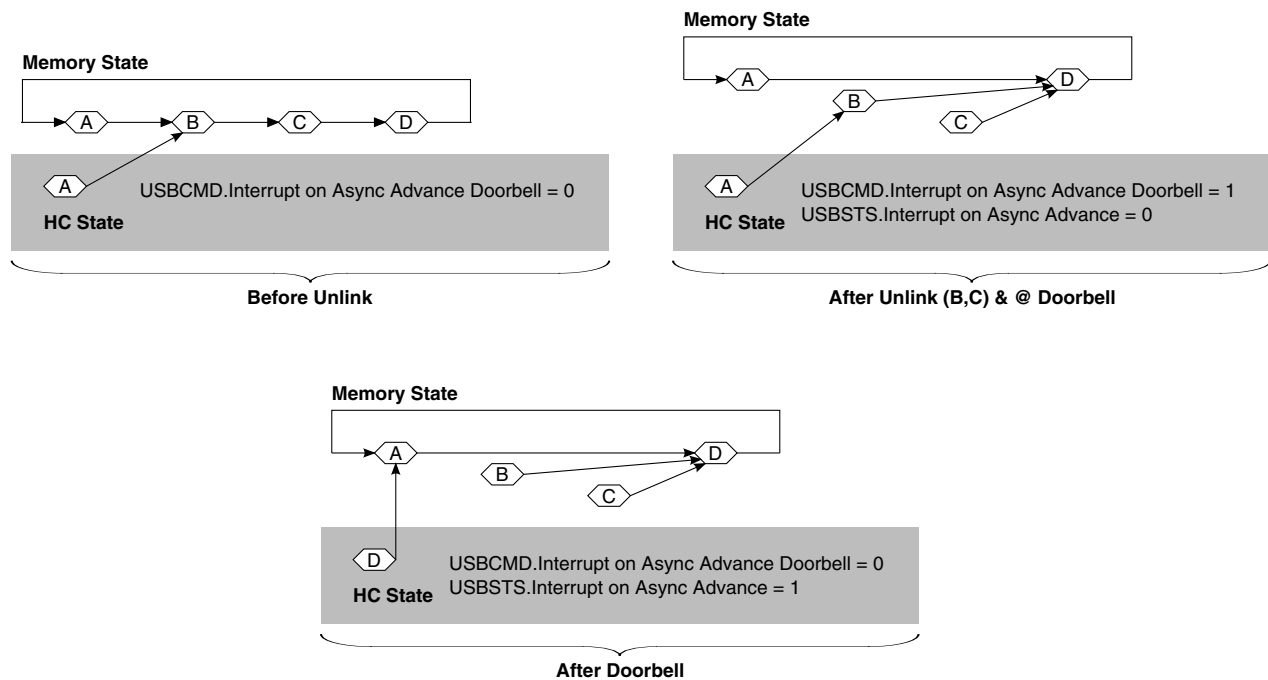 Memory State
A B C D
A USBCMD.Interrupt on Async Advance Doorbell = 0
HC State
Before Unlink
Memory State
A D
B
C
A USBCMD.Interrupt on Async Advance Doorbell = 1
HC State USBSTS.Interrupt on Async Advance = 0
After Unlink (B,C) & @ Doorbell
Memory State
A D
B
C
D USBCMD.Interrupt on Async Advance Doorbell = 0
HC State USBSTS.Interrupt on Async Advance = 1
After Doorbell